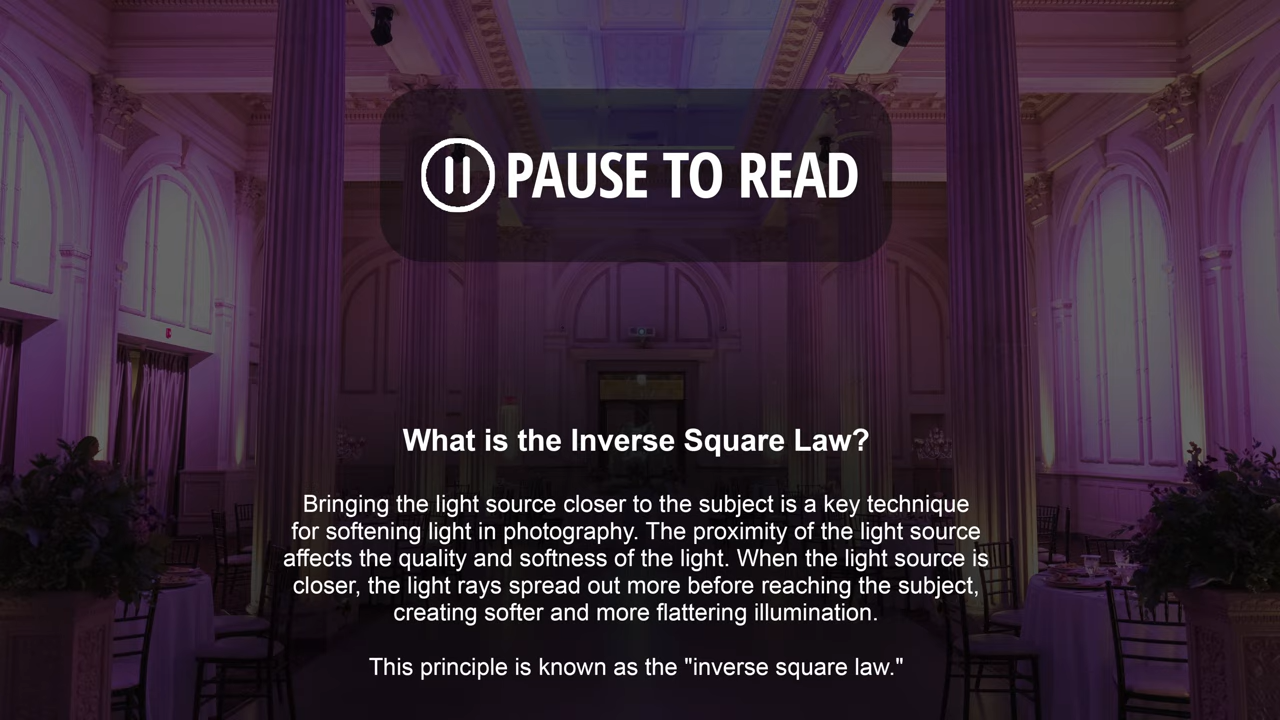 PAUSE TO READ
What is the Inverse Square Law?
Bringing the light source closer to the subject is a key technique
for softening light in photography. The proximity of the light source
affects the quality and softness of the light. When the light source is
closer, the light rays spread out more before reaching the subject,
creating softer and more flattering illumination.
This principle is known as the "inverse square law."